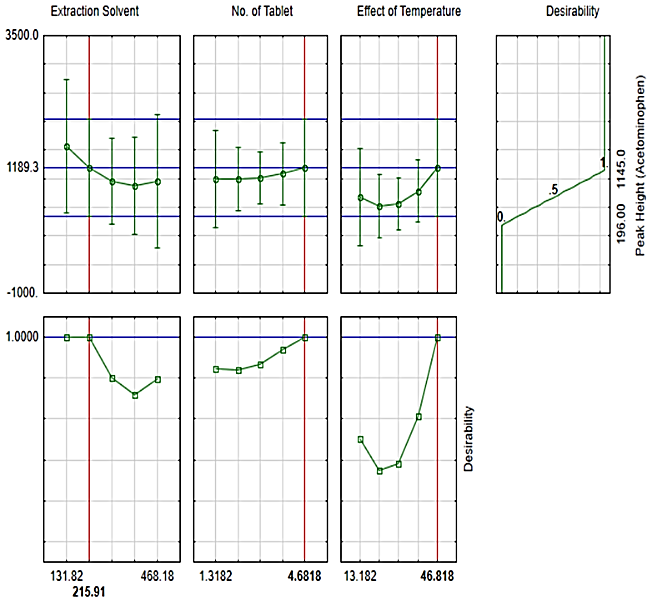 Extraction Solvent
No. of Tablet
Effect of Temperature
Desirability
3500.0
1189.3
-1000.
0.
.5
1.
196.00 1145.0
Peak Height (Acetominophen)
1.0000
Desirability
131.82
215.91
468.18
1.3182
4.6818
13.182
46.818